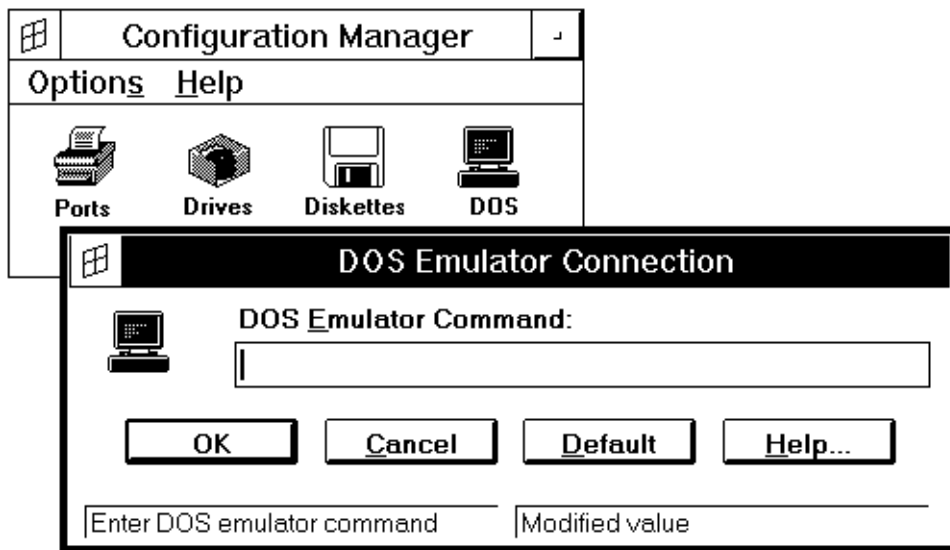 Configuration Manager
Options Help
Ports Drives Diskettes DOS
DOS Emulator Connection
DOS Emulator Command:
OK Cancel Default Help...
Enter DOS emulator command Modified value